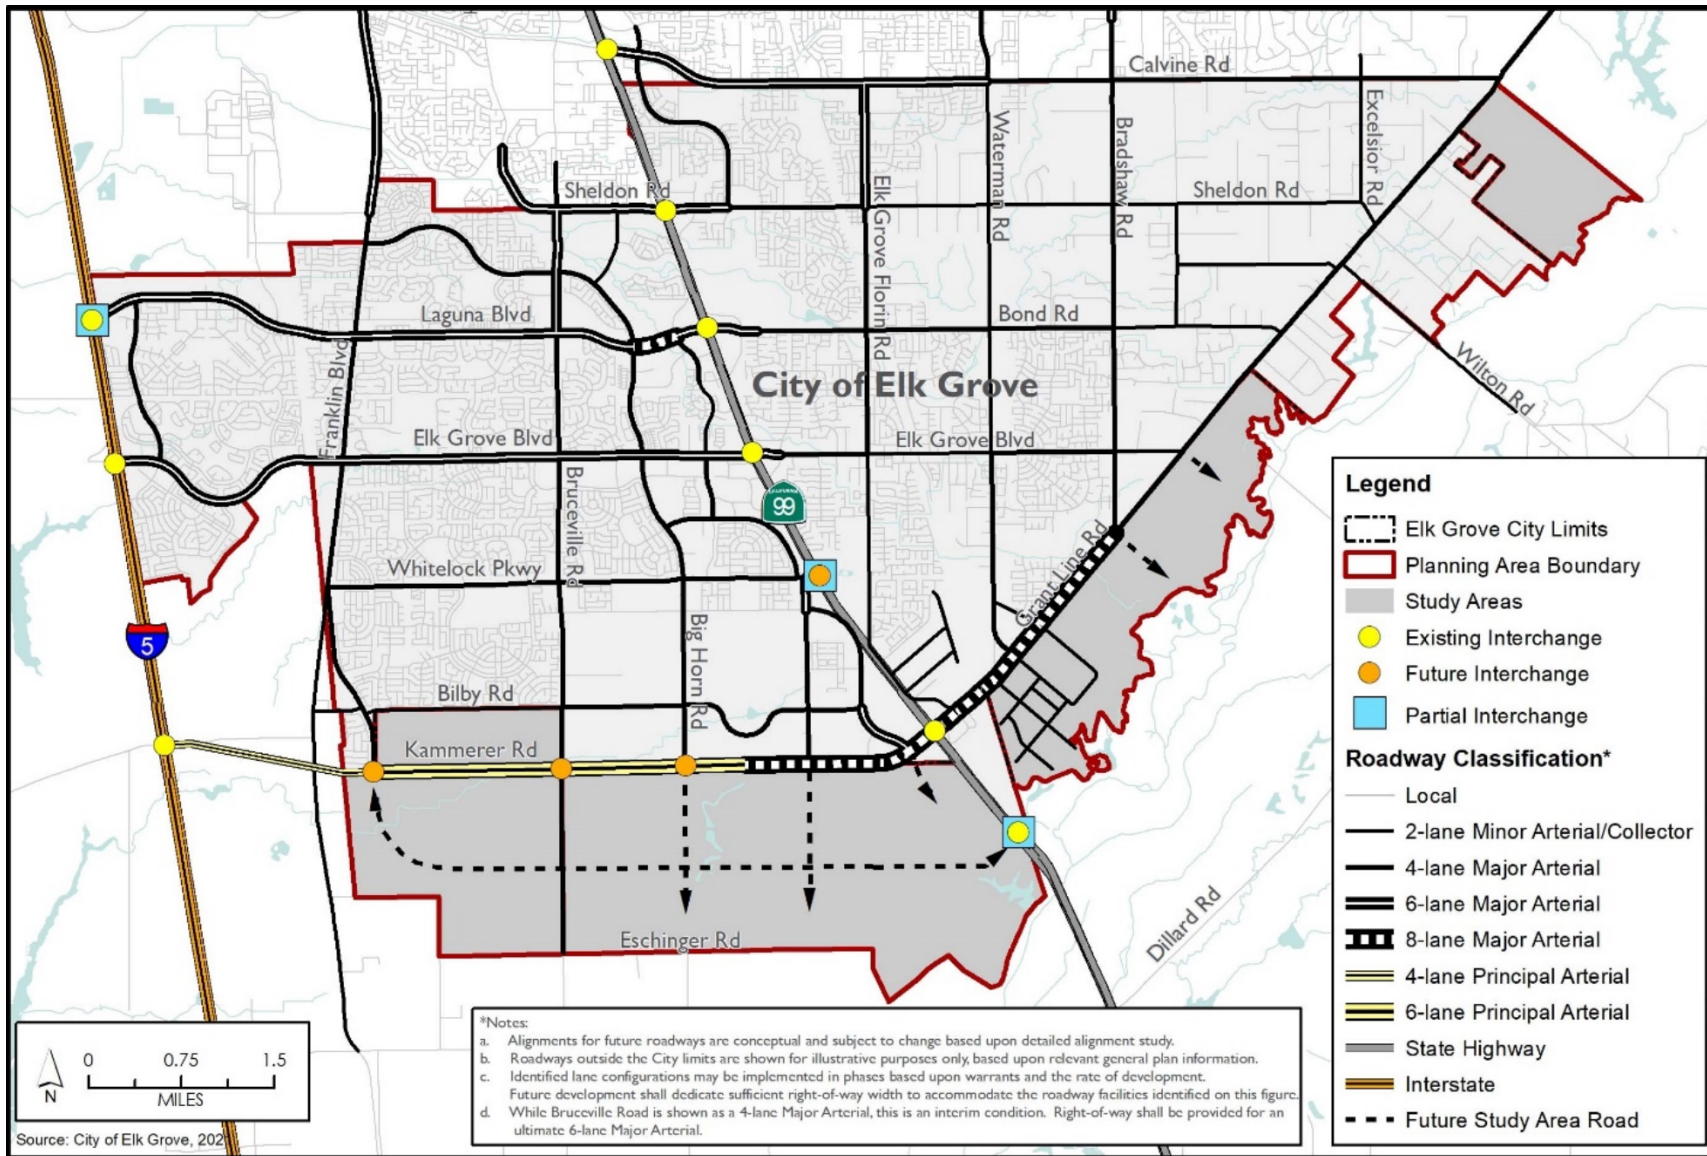 Calvine Rd
Excelsior Rd
Waterman Rd
Bradshaw Rd
Sheldon Rd
Sheldon Rd
Elk Grove Florin Rd
Laguna Blvd
Bond Rd
Franklin Blvd
City of Elk Grove
Wilton Rd
Elk Grove Blvd
Elk Grove Blvd
Bruceville Rd
CALIFORNIA
99
Grant Line Rd
Whitelock Pkwy
5
Big Horn Rd
Bilby Rd
Kammerer Rd
Eschinger Rd
Dillard Rd
Legend
Elk Grove City Limits
Planning Area Boundary
Study Areas
Existing Interchange
Future Interchange
Partial Interchange
Roadway Classification*
Local
2-lane Minor Arterial/Collector
4-lane Major Arterial
6-lane Major Arterial
8-lane Major Arterial
4-lane Principal Arterial
6-lane Principal Arterial
State Highway
Interstate
Future Study Area Road
N
0 0.75 1.5
MILES
*Notes:
a. Alignments for future roadways are conceptual and subject to change based upon detailed alignment study.
b. Roadways outside the City limits are shown for illustrative purposes only, based upon relevant general plan information.
c. Identified lane configurations may be implemented in phases based upon warrants and the rate of development.
Future development shall dedicate sufficient right-of-way width to accommodate the roadway facilities identified on this figure.
d. While Bruceville Road is shown as a 4-lane Major Arterial, this is an interim condition. Right-of-way shall be provided for an
ultimate 6-lane Major Arterial.
Source: City of Elk Grove, 202